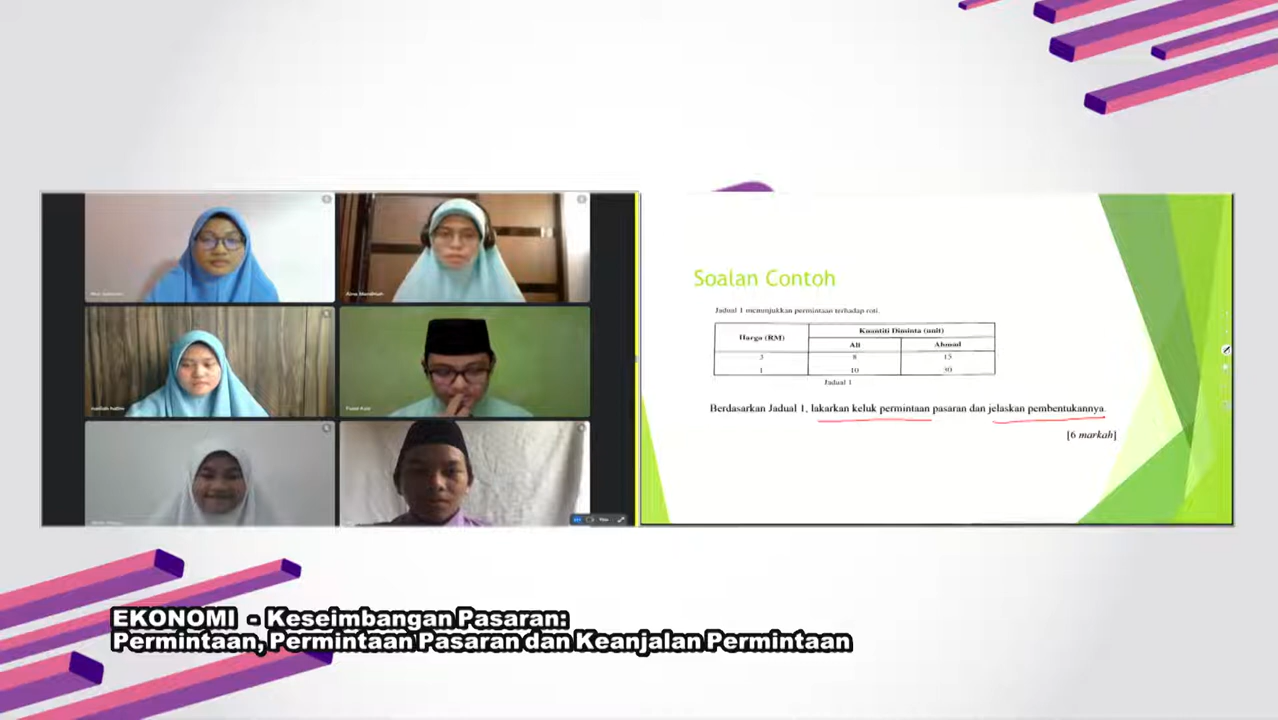 Soalan Contoh
Jadual 1 menunjukkan permintaan terhadap roti.
Harga (RM)
Kuantiti Diminta (unit)
Ali
Ahmad
3
8
15
1
10
30
Jadual 1
Berdasarkan Jadual 1, lakarkan keluk permintaan pasaran dan jelaskan pembentukannya.
[6 markah]
EKONOMI - Keseimbangan Pasaran:
Permintaan, Permintaan Pasaran dan Keanjalan Permintaan